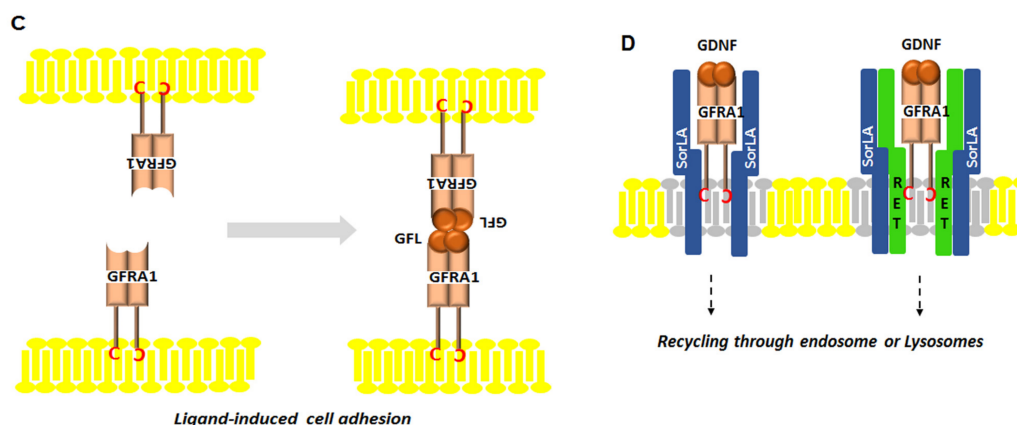 C
C C
GFRA1
GFRA1
C C
C C
GFRA1
GFL
GFL
GFRA1
C C
Ligand-induced cell adhesion
D
GDNF
SorLA
GFRA1
SorLA
C C
GDNF
SorLA
GFRA1
SorLA
RET
C C
RET
Recycling through endosome or Lysosomes